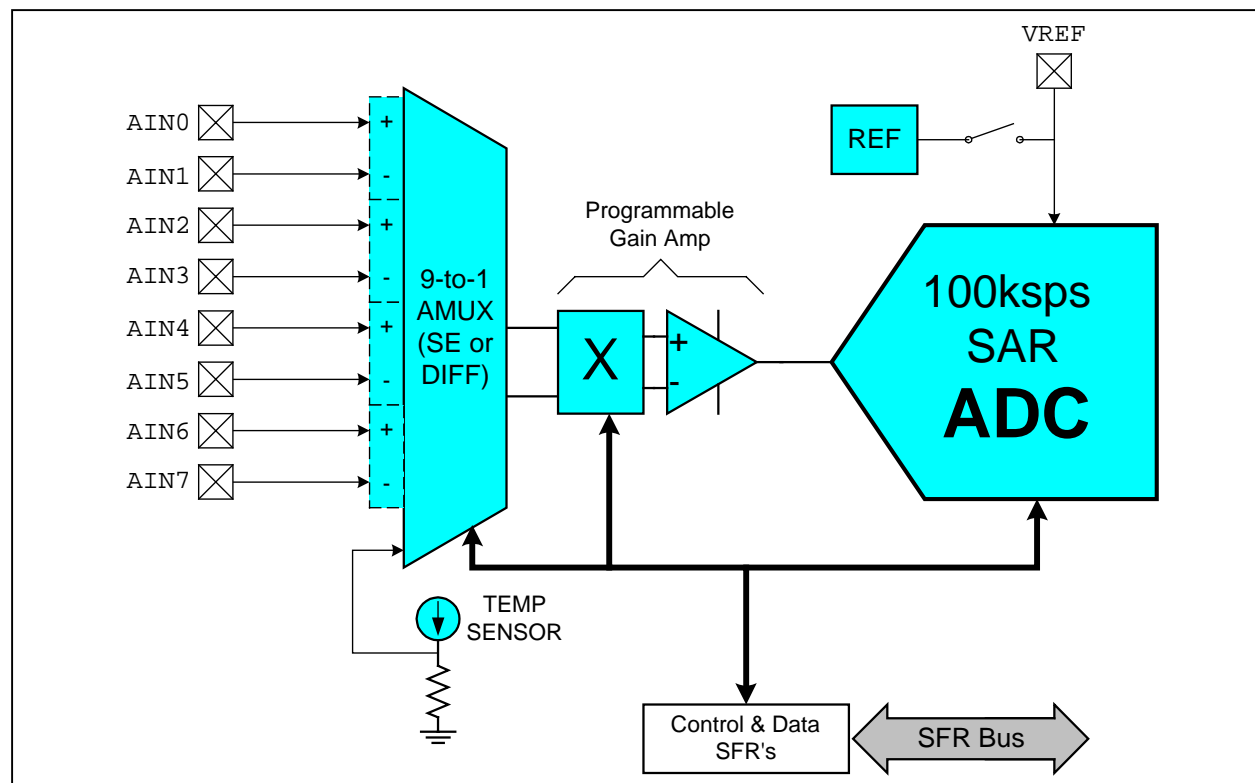 VREF
AIN0
+
REF
AIN1
-
AIN2
+
Programmable
Gain Amp
AIN3
-
9-to-1
AMUX
(SE or
DIFF)
100ksps
SAR
ADC
AIN4
+
X
+
-
AIN5
-
AIN6
+
AIN7
-
TEMP
SENSOR
Control & Data
SFR's
SFR Bus